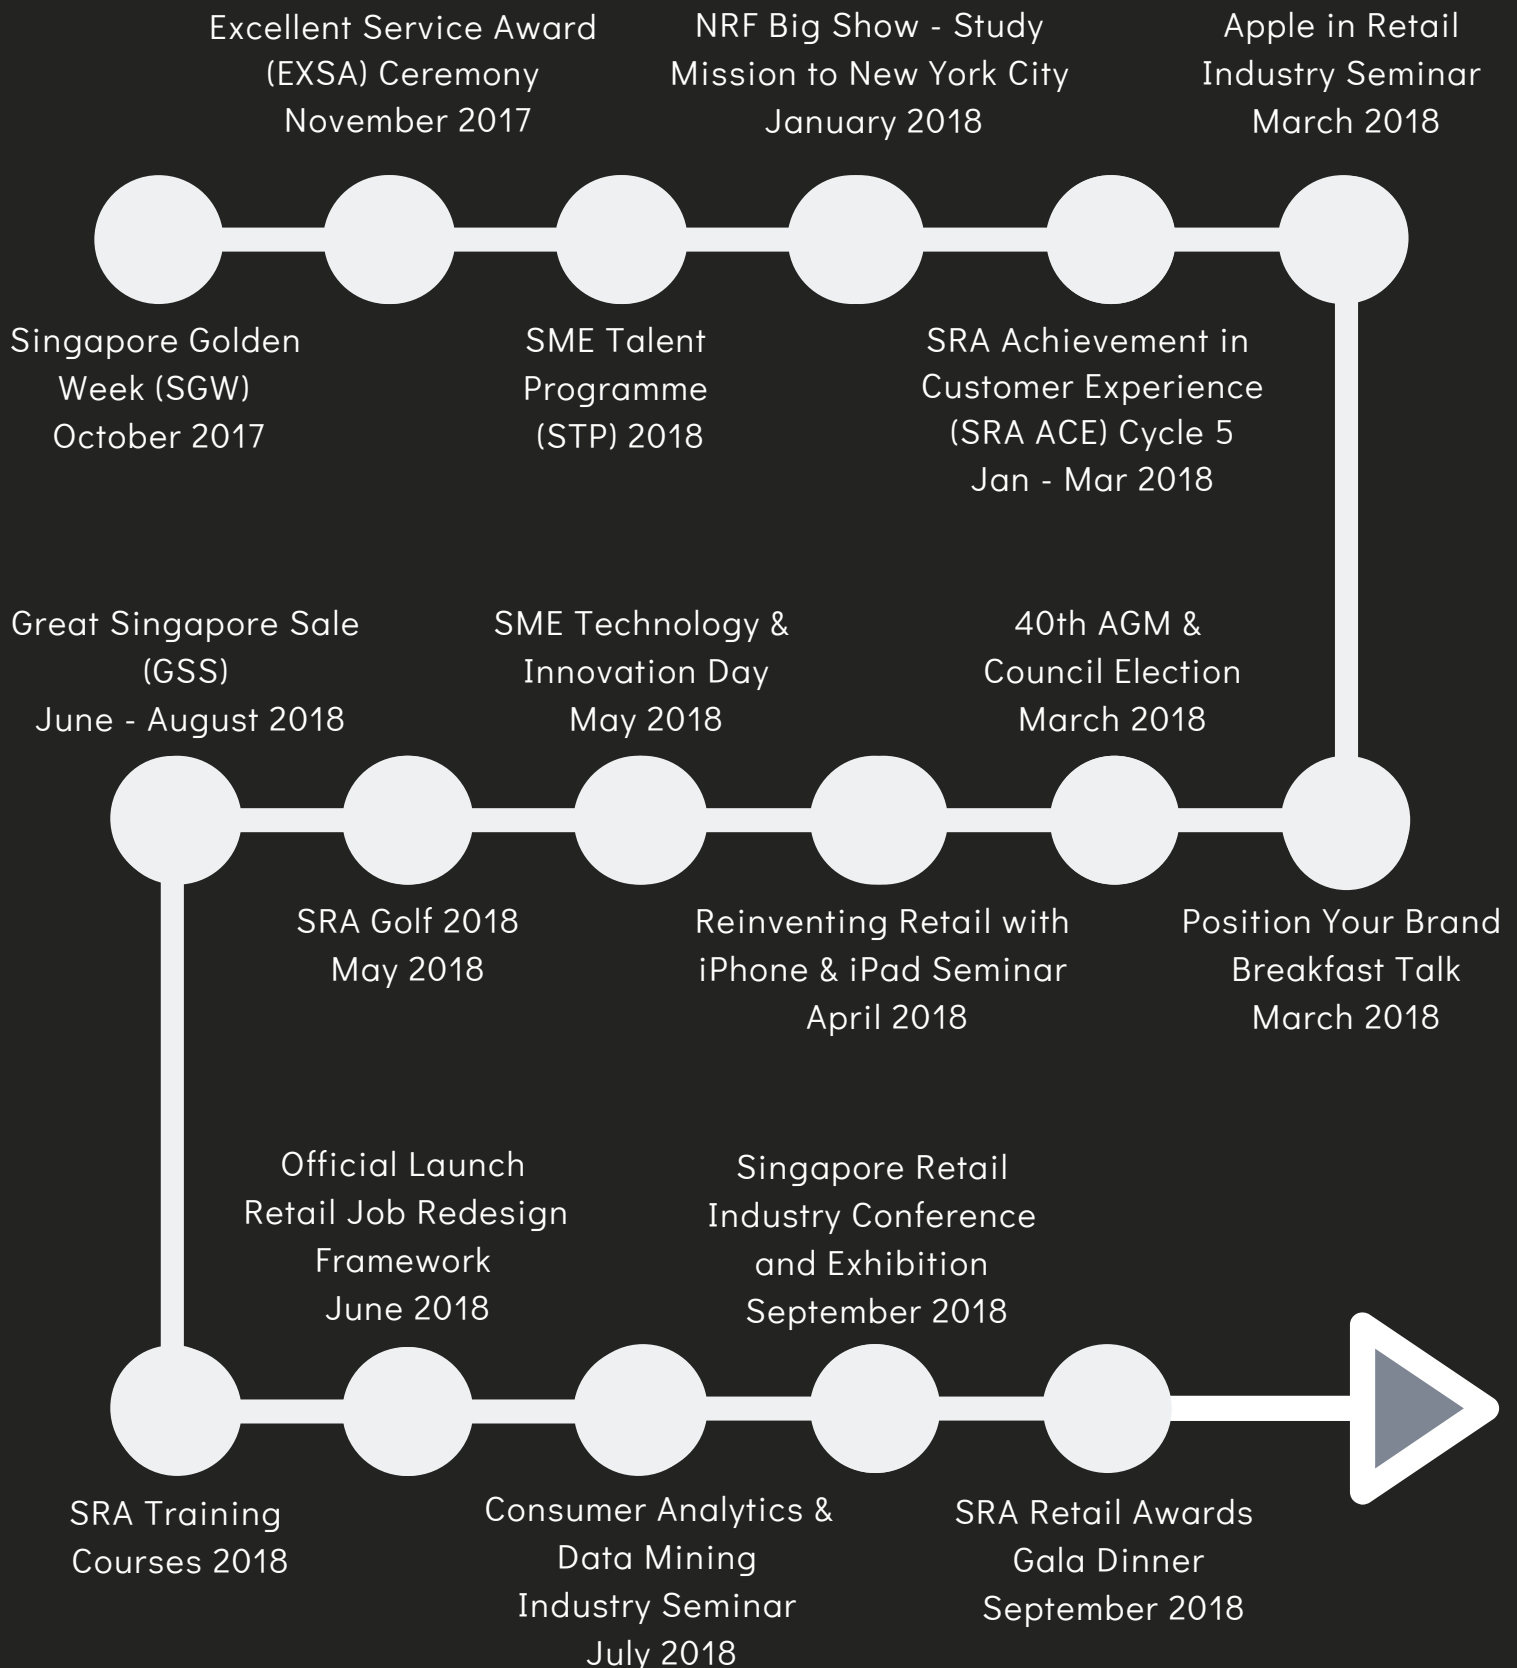 Excellent Service Award
(EXSA) Ceremony
November 2017
NRF Big Show - Study
Mission to New York City
January 2018
Apple in Retail
Industry Seminar
March 2018
Singapore Golden
Week (SGW)
October 2017
SME Talent
Programme
(STP) 2018
SRA Achievement in
Customer Experience
(SRA ACE) Cycle 5
Jan - Mar 2018
Great Singapore Sale
(GSS)
June - August 2018
SME Technology &
Innovation Day
May 2018
40th AGM &
Council Election
March 2018
SRA Golf 2018
May 2018
Reinventing Retail with
iPhone & iPad Seminar
April 2018
Position Your Brand
Breakfast Talk
March 2018
Official Launch
Retail Job Redesign
Framework
June 2018
Singapore Retail
Industry Conference
and Exhibition
September 2018
SRA Training
Courses 2018
Consumer Analytics &
Data Mining
Industry Seminar
July 2018
SRA Retail Awards
Gala Dinner
September 2018